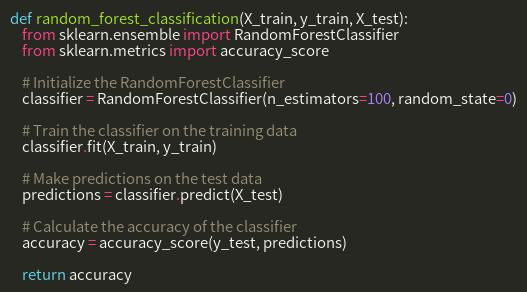 def random_forest_classification(X_train, y_train, X_test):
    from sklearn.ensemble import RandomForestClassifier
    from sklearn.metrics import accuracy_score
    # Initialize the RandomForestClassifier
    classifier = RandomForestClassifier(n_estimators=100, random_state=0)
    # Train the classifier on the training data
    classifier.fit(X_train, y_train)
    # Make predictions on the test data
    predictions = classifier.predict(X_test)
    # Calculate the accuracy of the classifier
    accuracy = accuracy_score(y_test, predictions)
    return accuracy